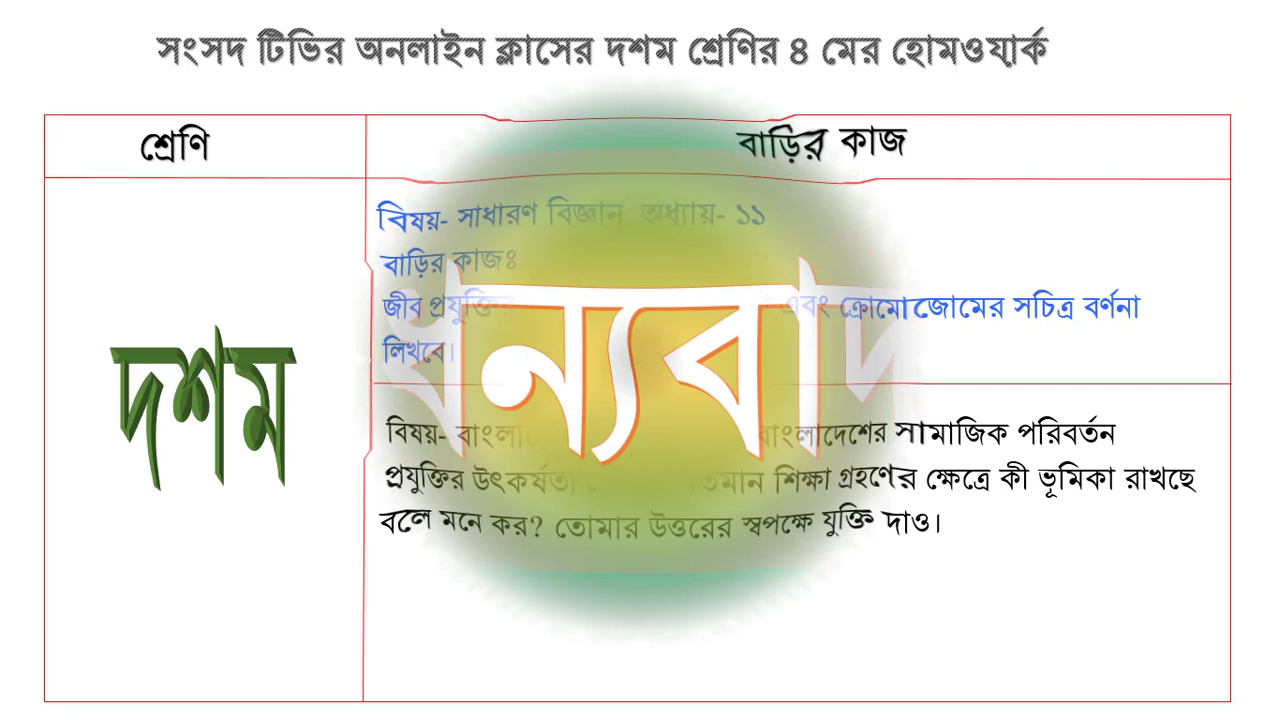 সংসদ টিভির অনলাইন ক্লাসের দশম শ্রেণির ৪ মের হোমওয়ার্ক
শ্রেণি
বাড়ির কাজ
দশম
বিষয়- সাধারণ বিজ্ঞান অধ্যায়- ১১
বাড়ির কাজঃ
জীব প্রযুক্তির এবং ক্রোমোজোমের সচিত্র বর্ণনা
লিখবে।
ধন্যবাদ
বিষয়- বাংলাদেশের সামাজিক পরিবর্তন
প্রযুক্তির উৎকর্ষতা শিক্ষা গ্রহণের ক্ষেত্রে কী ভূমিকা রাখছে
বলে মনে কর? তোমার উত্তরের স্বপক্ষে যুক্তি দাও।